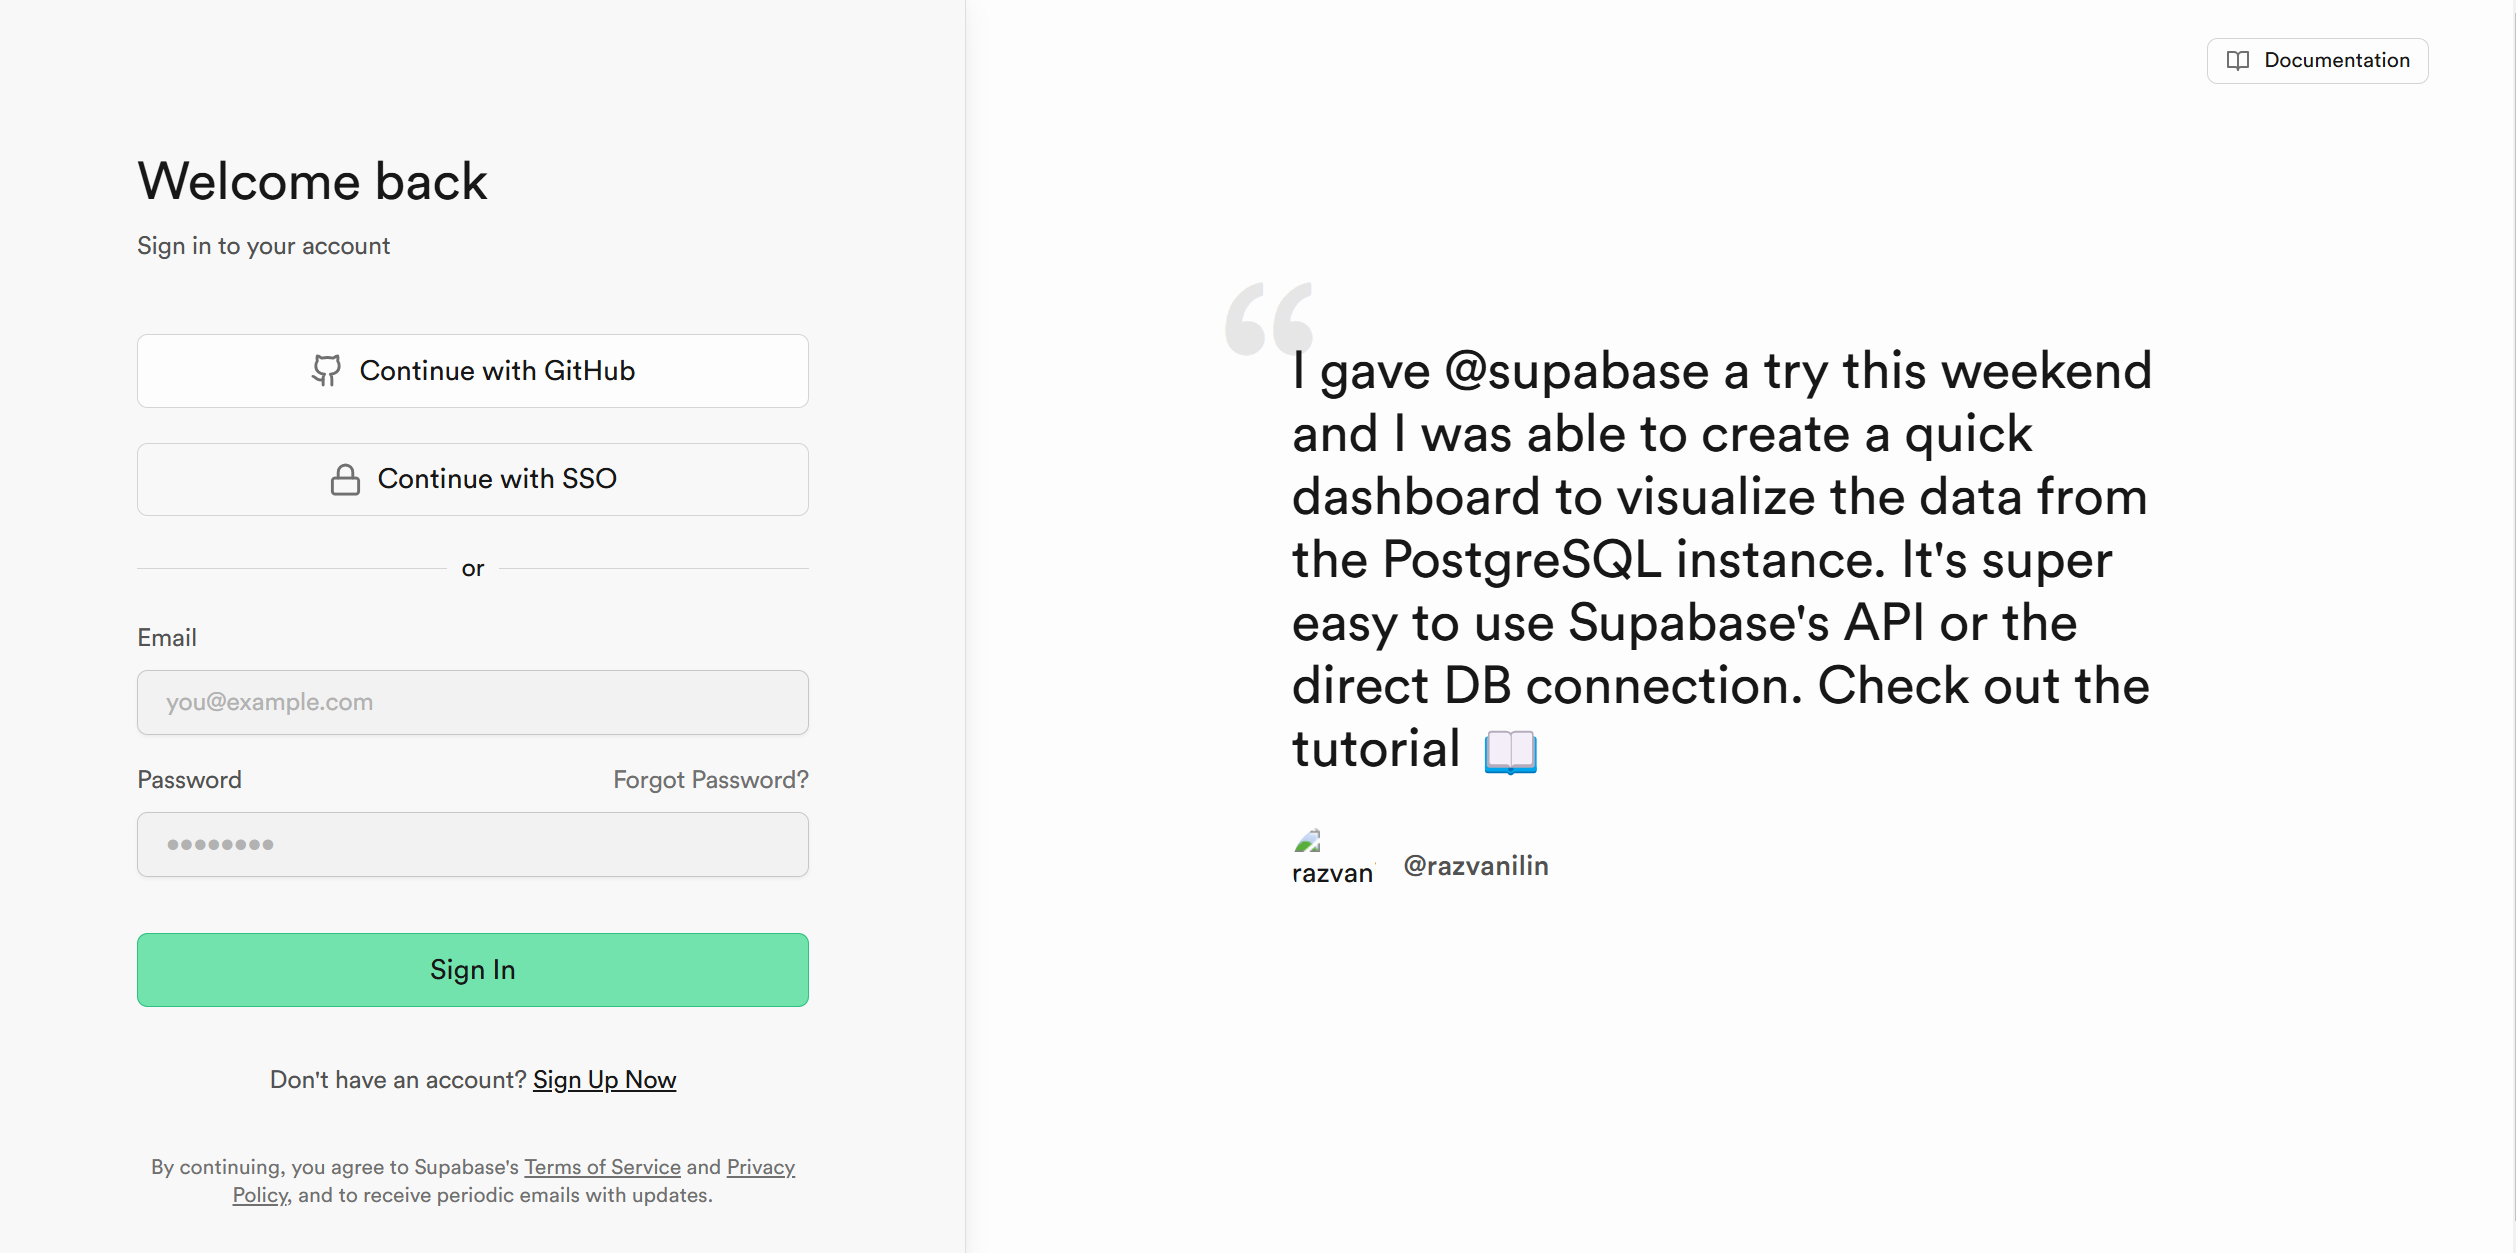 Documentation
Welcome back
Sign in to your account
Continue with GitHub
Continue with SSO
or
Email
you@example.com
Password
Forgot Password?
••••••••
Sign In
Don't have an account? Sign Up Now
By continuing, you agree to Supabase's Terms of Service and Privacy
Policy, and to receive periodic emails with updates.
“
I gave @supabase a try this weekend
and I was able to create a quick
dashboard to visualize the data from
the PostgreSQL instance. It's super
easy to use Supabase's API or the
direct DB connection. Check out the
tutorial 📖
razvan
@razvanilin